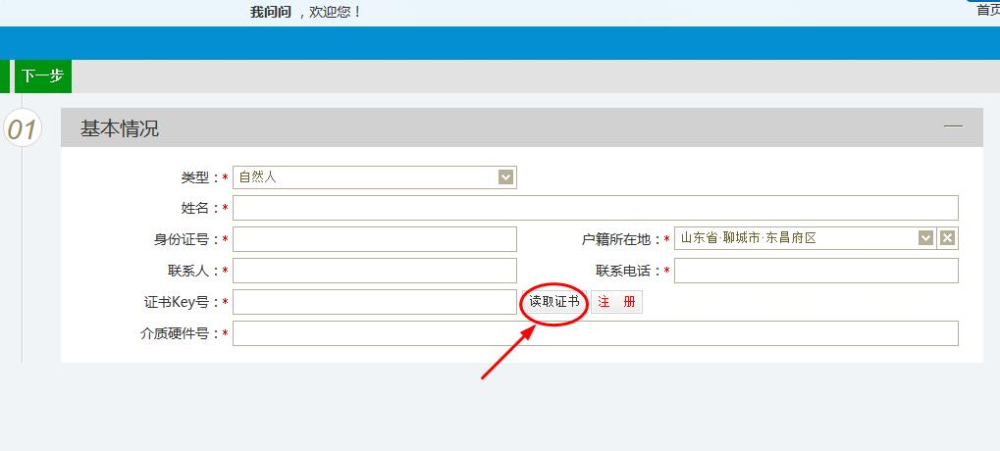 我问问 ，欢迎您！ 首页
下一步
01 基本情况
类型：* 自然人
姓名：*
身份证号：* 户籍所在地：* 山东省·聊城市·东昌府区
联系人：* 联系电话：*
证书Key号：* 读取证书 注 册
介质硬件号：*